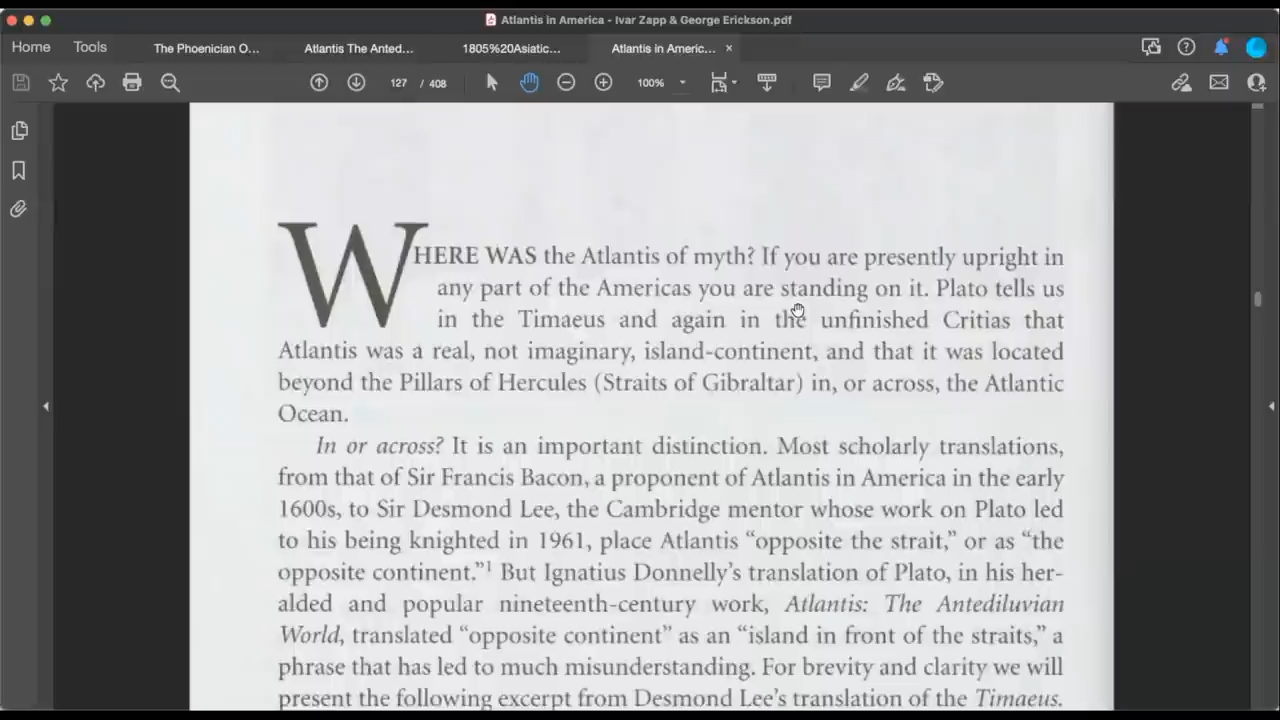 Atlantis in America - Ivar Zapp & George Erickson.pdf
Home
Tools
The Phoenician O...
Atlantis The Anted...
1805%20Asiatic...
Atlantis in Americ...
×
127 / 408
100%
WHERE WAS the Atlantis of myth? If you are presently upright in
any part of the Americas you are standing on it. Plato tells us
in the Timaeus and again in the unfinished Critias that
Atlantis was a real, not imaginary, island-continent, and that it was located
beyond the Pillars of Hercules (Straits of Gibraltar) in, or across, the Atlantic
Ocean.
In or across? It is an important distinction. Most scholarly translations,
from that of Sir Francis Bacon, a proponent of Atlantis in America in the early
1600s, to Sir Desmond Lee, the Cambridge mentor whose work on Plato led
to his being knighted in 1961, place Atlantis “opposite the strait,” or as “the
opposite continent.”1 But Ignatius Donnelly’s translation of Plato, in his her-
alded and popular nineteenth-century work, Atlantis: The Antediluvian
World, translated “opposite continent” as an “island in front of the straits,” a
phrase that has led to much misunderstanding. For brevity and clarity we will
present the following excerpt from Desmond Lee’s translation of the Timaeus.